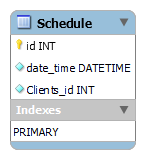 Schedule
id INT
date_time DATETIME
Clients_id INT
Indexes
PRIMARY